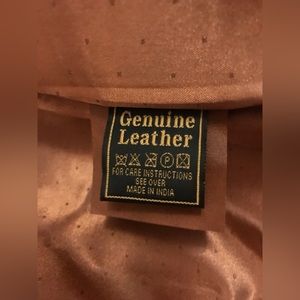 Genuine
Leather
FOR CARE INSTRUCTIONS
SEE OVER
MADE IN INDIA